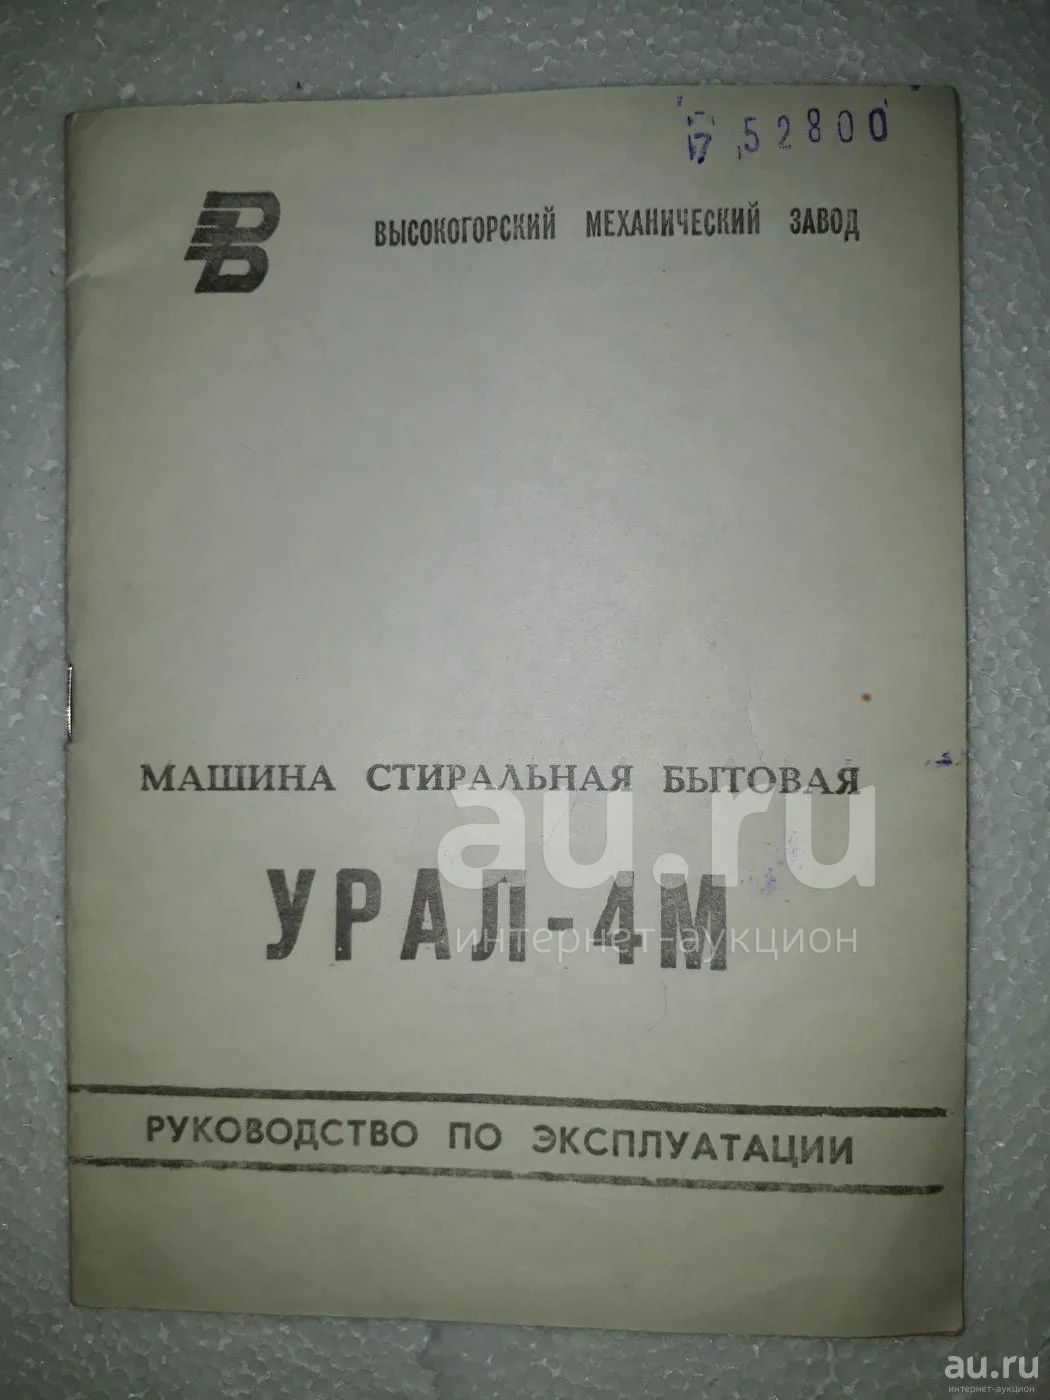 52800
ВЫСОКОГОРСКИЙ МЕХАНИЧЕСКИЙ ЗАВОД
МАШИНА СТИРАЛЬНАЯ БЫТОВАЯ
au.ru
УРАЛ-4М
интернет-аукцион
РУКОВОДСТВО ПО ЭКСПЛУАТАЦИИ
au.ru
интернет-аукцион